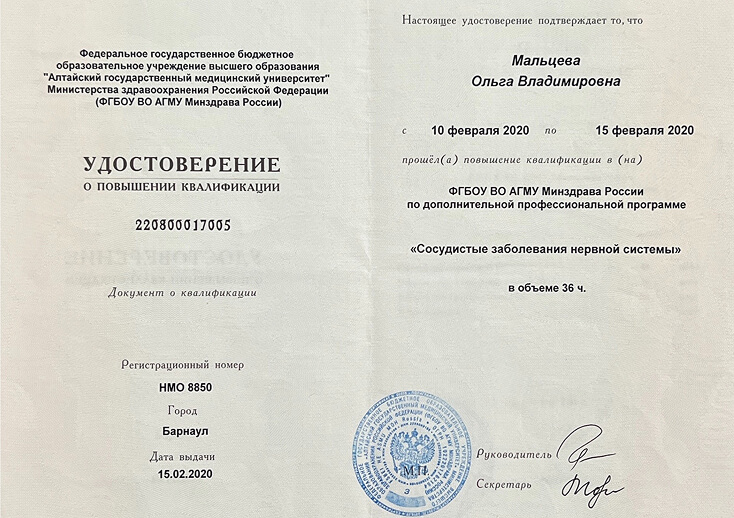 Федеральное государственное бюджетное
образовательное учреждение высшего образования
"Алтайский государственный медицинский университет"
Министерства здравоохранения Российской Федерации
(ФГБОУ ВО АГМУ Минздрава России)
УДОСТОВЕРЕНИЕ
О ПОВЫШЕНИИ КВАЛИФИКАЦИИ
220800017005
Документ о квалификации
Регистрационный номер
НМО 8850
Город
Барнаул
Дата выдачи
15.02.2020
Настоящее удостоверение подтверждает то, что
Мальцева
Ольга Владимировна
с 10 февраля 2020 по 15 февраля 2020
прошёл(а) повышение квалификации в (на)
ФГБОУ ВО АГМУ Минздрава России
по дополнительной профессиональной программе
«Сосудистые заболевания нервной системы»
в объеме 36 ч.
М.П.
Руководитель
Секретарь